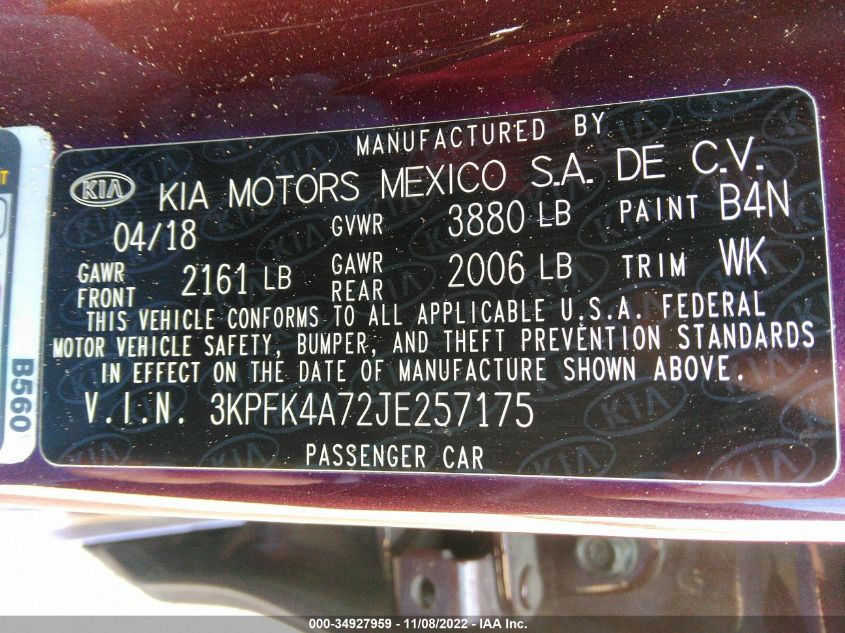 MANUFACTURED BY
KIA KIA MOTORS MEXICO S.A. DE C.V.
04/18 GVWR 3880 LB PAINT B4N
GAWR FRONT 2161 LB GAWR REAR 2006 LB TRIM WK
THIS VEHICLE CONFORMS TO ALL APPLICABLE U.S.A. FEDERAL
MOTOR VEHICLE SAFETY, BUMPER, AND THEFT PREVENTION STANDARDS
IN EFFECT ON THE DATE OF MANUFACTURE SHOWN ABOVE.
V.I.N. 3KPFK4A72JE257175
PASSENGER CAR
B560
000-34927959 - 11/08/2022 - IAA Inc.